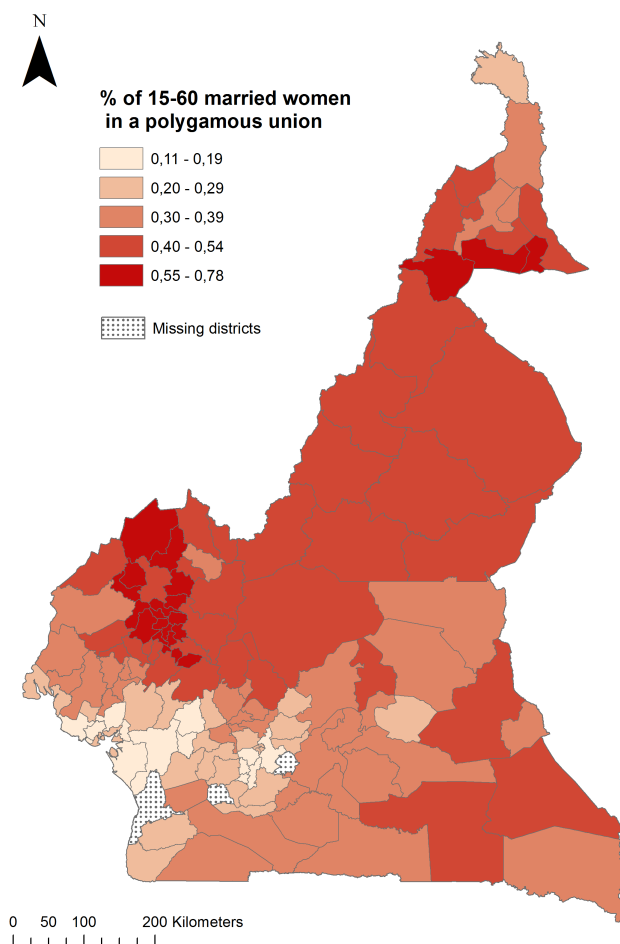 N
% of 15-60 married women
in a polygamous union
0,11 - 0,19
0,20 - 0,29
0,30 - 0,39
0,40 - 0,54
0,55 - 0,78
Missing districts
0 50 100 200 Kilometers